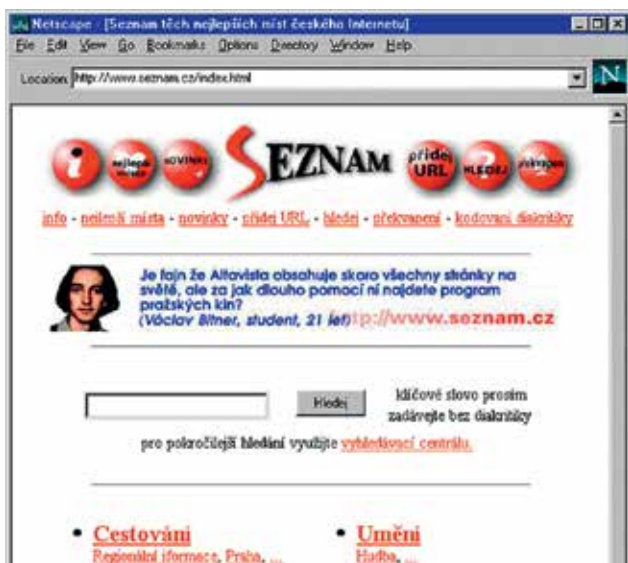 Netscape - [Seznam těch nejlepších míst českého Internetu]
File Edit View Go Bookmarks Options Directory Window Help
Location: http://www.seznam.cz/index.html
N
i
nejlepší místa
NOVINKY
SEZNAM
přidej URL
HLEDEJ
překvapení
info - nejlepší místa - novinky - přidej URL - hledej - překvapení - kodovani diakritiky
Je fajn že Altavista obsahuje skoro všechny stránky na
světě, ale za jak dlouho pomocí ní najdete program
pražských kin?
(Václav Bitner, student, 21 let)
http://www.seznam.cz
Hledej
klíčové slovo prosím
zadávejte bez diakritiky
pro pokročilejší hledání využijte vyhledávací centrálu.
• Cestování
Regionální iformace, Praha, ...
• Umění
Hudba, ...